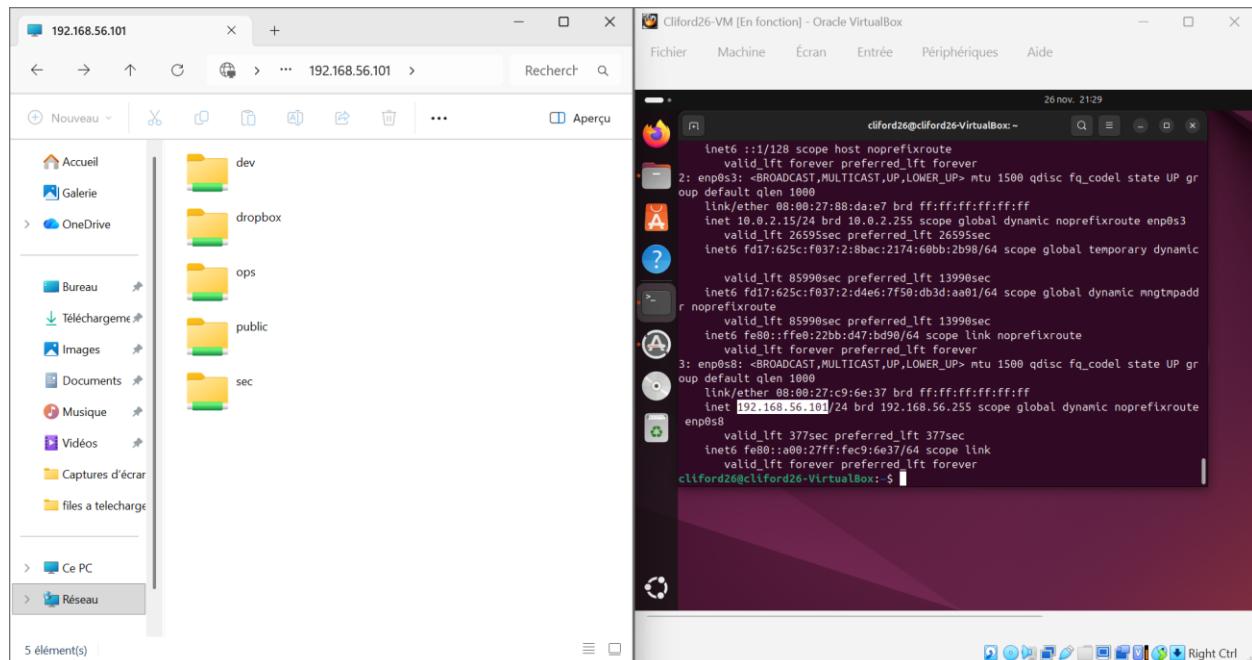 192.168.56.101
192.168.56.101
Recherch
Nouveau
Aperçu
Accueil
Galerie
OneDrive
Bureau
Téléchargeme
Images
Documents
Musique
Vidéos
Captures d'écrar
files a telecharge
Ce PC
Réseau
dev
dropbox
ops
public
sec
5 élément(s)
Cliford26-VM [En fonction] - Oracle VirtualBox
Fichier Machine Écran Entrée Périphériques Aide
26 nov. 21:29
cliford26@cliford26-VirtualBox: ~
inet6 ::1/128 scope host noprefixroute
valid_lft forever preferred_lft forever
2: enp0s3: <BROADCAST,MULTICAST,UP,LOWER_UP> mtu 1500 qdisc fq_codel state UP gr
oup default qlen 1000
link/ether 08:00:27:88:da:e7 brd ff:ff:ff:ff:ff:ff
inet 10.0.2.15/24 brd 10.0.2.255 scope global dynamic noprefixroute enp0s3
valid_lft 26595sec preferred_lft 26595sec
inet6 fd17:625c:f037:2:8bac:2174:60bb:2b98/64 scope global temporary dynamic
valid_lft 85990sec preferred_lft 13990sec
inet6 fd17:625c:f037:2:d4e6:7f50:db3d:aa01/64 scope global dynamic mngtmpadd
r noprefixroute
valid_lft 85990sec preferred_lft 13990sec
inet6 fe80::ffe0:22bb:d47:bd90/64 scope link noprefixroute
valid_lft forever preferred_lft forever
3: enp0s8: <BROADCAST,MULTICAST,UP,LOWER_UP> mtu 1500 qdisc fq_codel state UP gr
oup default qlen 1000
link/ether 08:00:27:c9:6e:37 brd ff:ff:ff:ff:ff:ff
inet 192.168.56.101/24 brd 192.168.56.255 scope global dynamic noprefixroute
enp0s8
valid_lft 377sec preferred_lft 377sec
inet6 fe80::a00:27ff:fec9:6e37/64 scope link
valid_lft forever preferred_lft forever
cliford26@cliford26-VirtualBox:~$
Right Ctrl